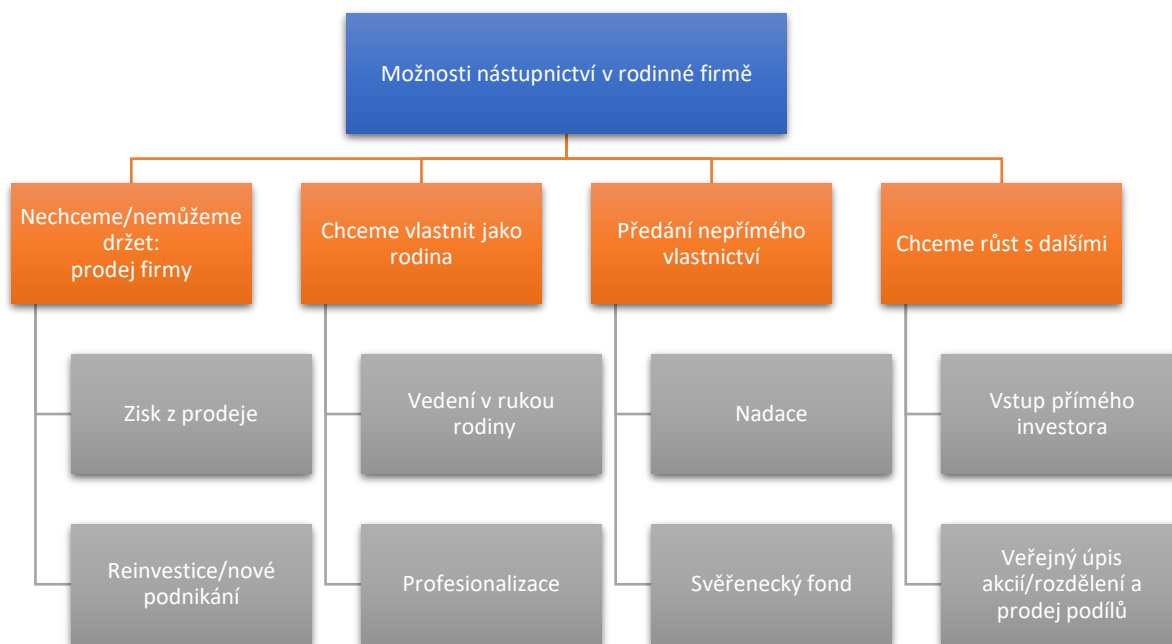 Možnosti nástupnictví v rodinné firmě
Nechceme/nemůžeme
držet:
prodej firmy
Chceme vlastnit jako
rodina
Předání nepřímého
vlastnictví
Chceme růst s dalšími
Zisk z prodeje
Vedení v rukou
rodiny
Nadace
Vstup přímého
investora
Reinvestice/nové
podnikání
Profesionalizace
Svěřenecký fond
Veřejný úpis
akcií/rozdělení a
prodej podílů